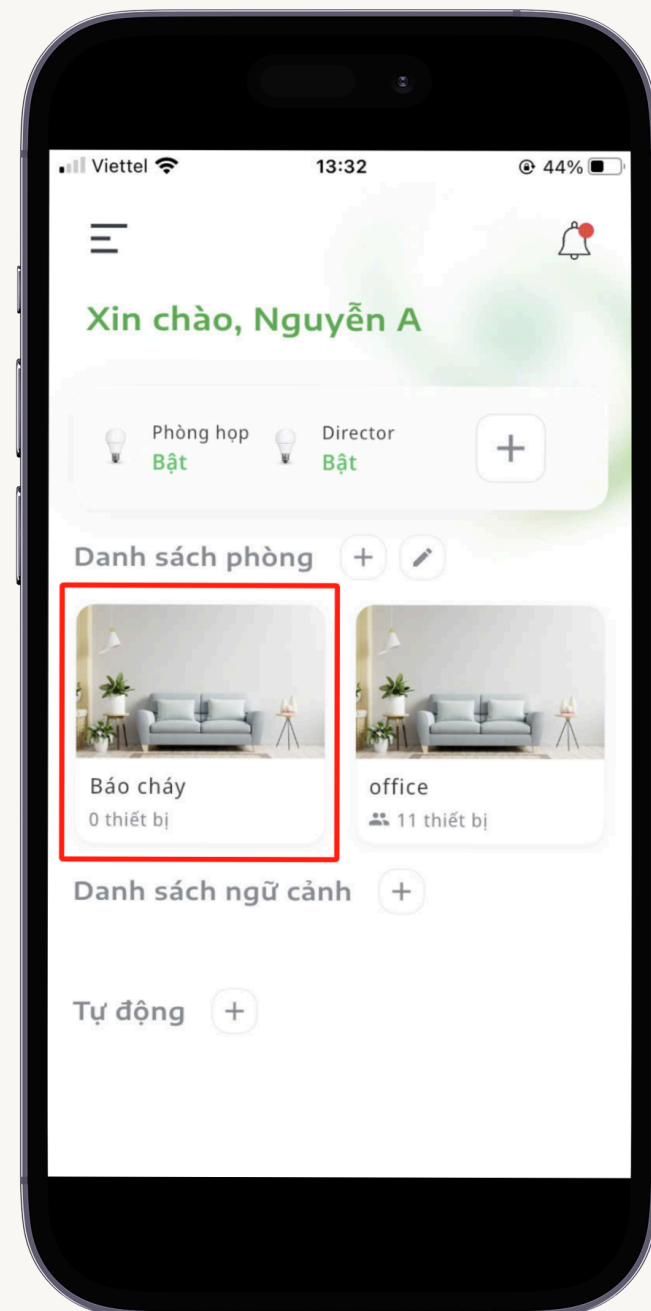 Viettel 13:32 44%
Xin chào, Nguyễn A
Phòng họp Director
Bật Bật
Danh sách phòng
Báo cháy office
0 thiết bị 11 thiết bị
Danh sách ngữ cảnh
Tự động